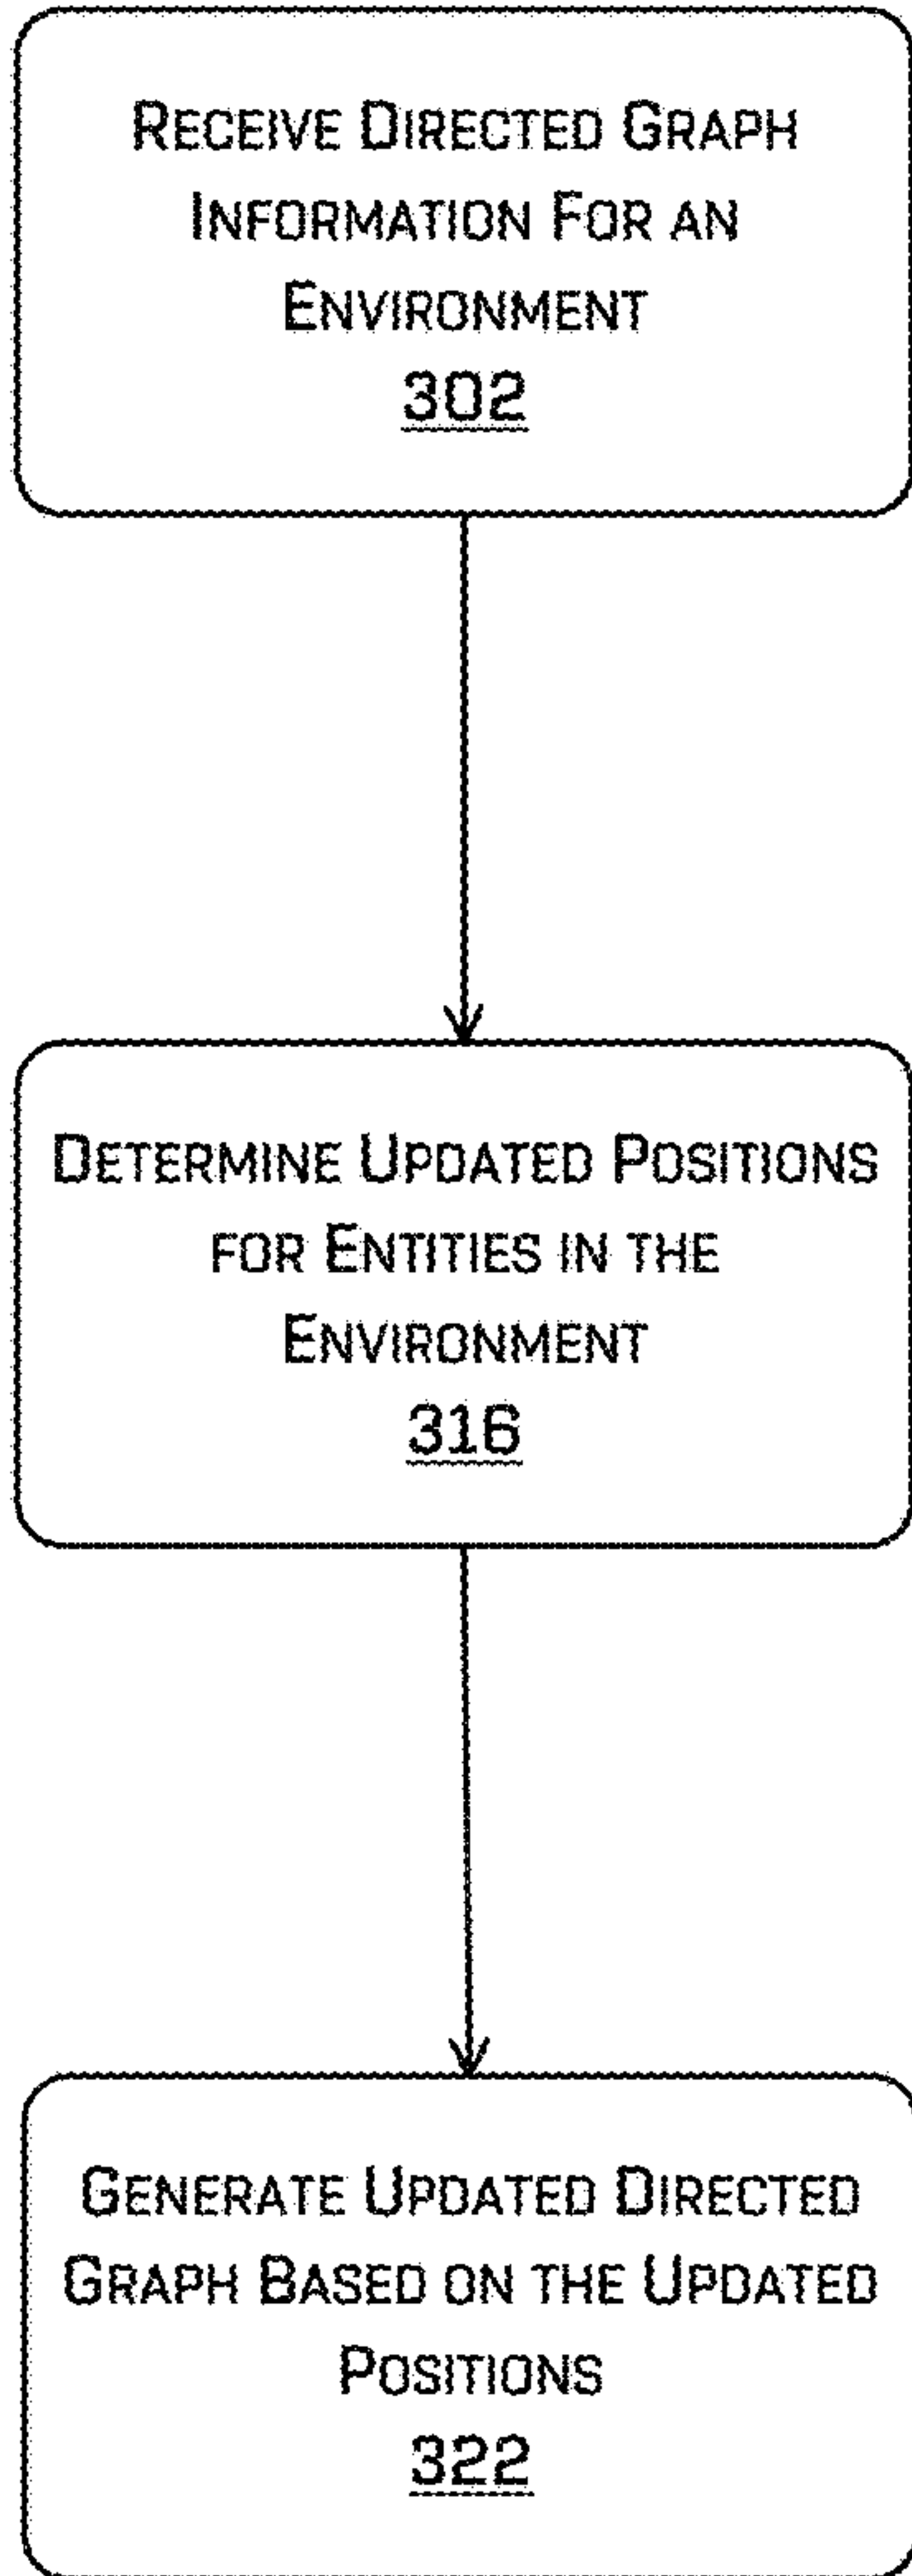 Receive Directed Graph
Information For an
Environment
302
Determine Updated Positions
for Entities in the
Environment
316
Generate Updated Directed
Graph Based on the Updated
Positions
322